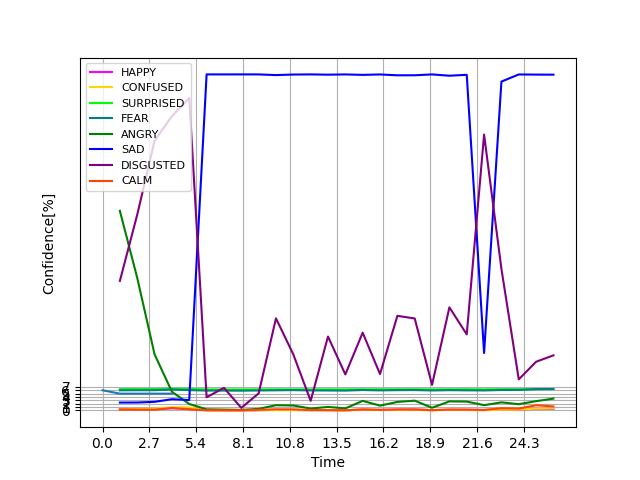 HAPPY
CONFUSED
SURPRISED
FEAR
ANGRY
SAD
DISGUSTED
CALM
Confidence[%]
7
0.0 2.7 5.4 8.1 10.8 13.5 16.2 18.9 21.6 24.3
Time